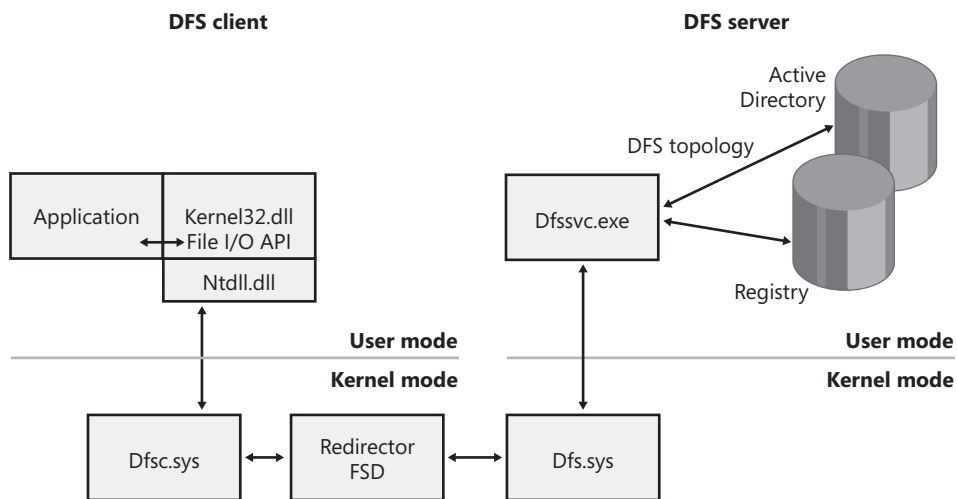 DFS client
DFS server
Active
Directory
DFS topology
Application
Kernel32.dll
File I/O API
Dfssvc.exe
Ntdll.dll
Registry
User mode
User mode
Kernel mode
Kernel mode
Dfsc.sys
Redirector
FSD
Dfs.sys